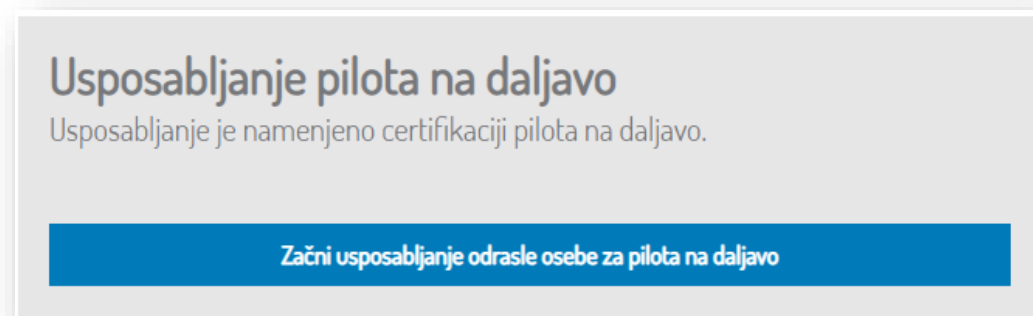 Usposabljanje pilota na daljavo
Usposabljanje je namenjeno certifikaciji pilota na daljavo.
Začni usposabljanje odrasle osebe za pilota na daljavo